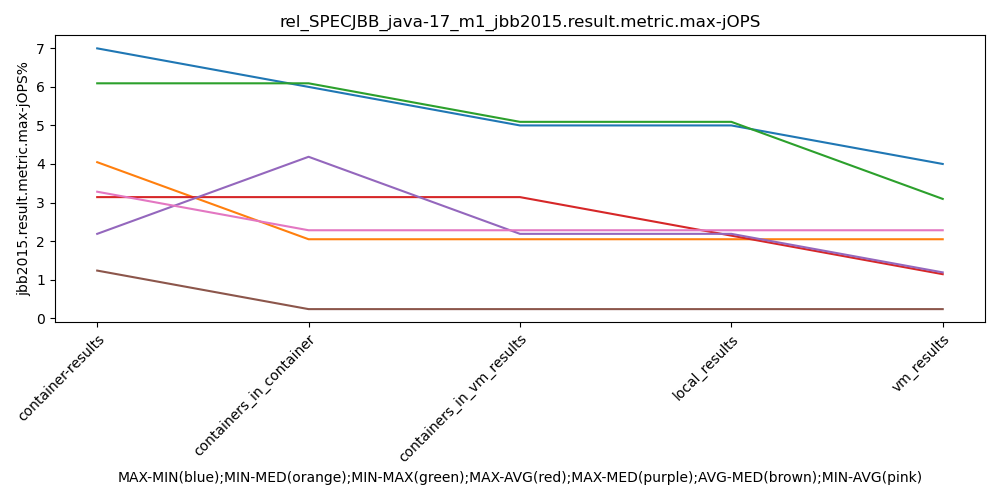 rel_SPECJBB_java-17_m1_jbb2015.result.metric.max-jOPS
jbb2015.result.metric.max-jOPS%
7
6
5
4
3
2
1
0
container-results
containers_in_container
containers_in_vm_results
local_results
vm_results
MAX-MIN(blue);MIN-MED(orange);MIN-MAX(green);MAX-AVG(red);MAX-MED(purple);AVG-MED(brown);MIN-AVG(pink)